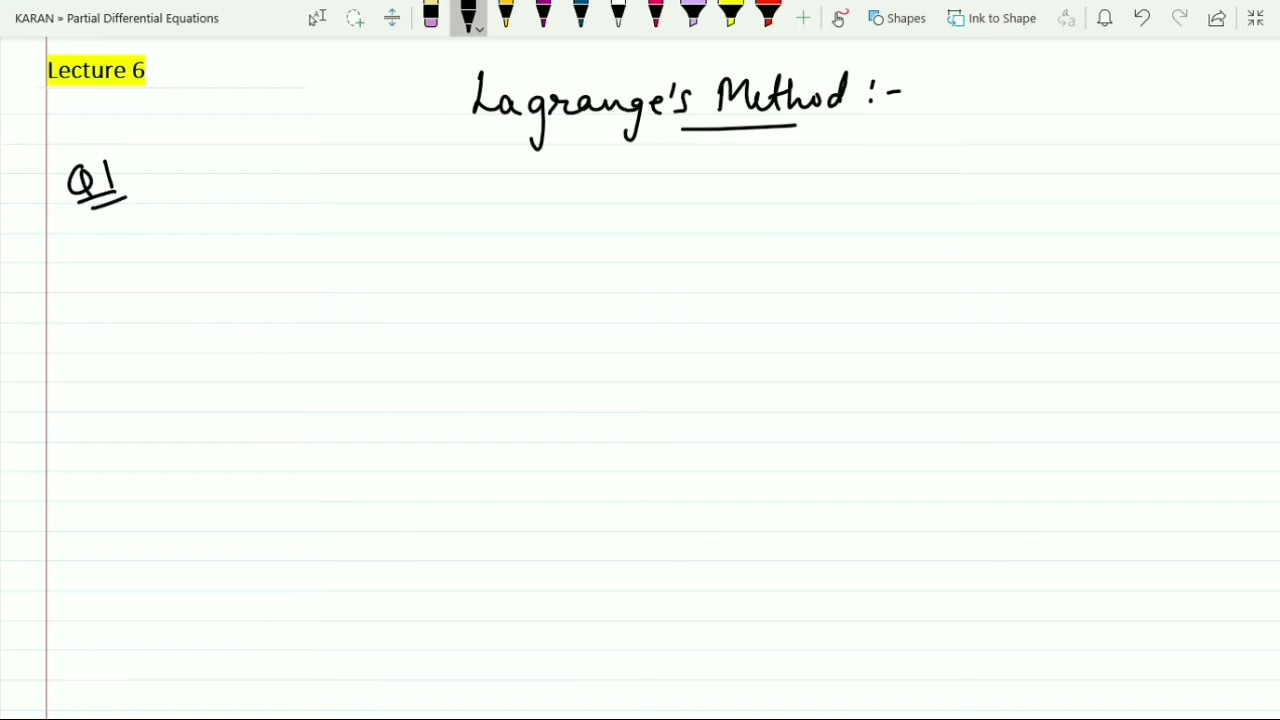 KARAN » Partial Differential Equations
Shapes
Ink to Shape
Lecture 6
Lagrange's Method :-
Q1